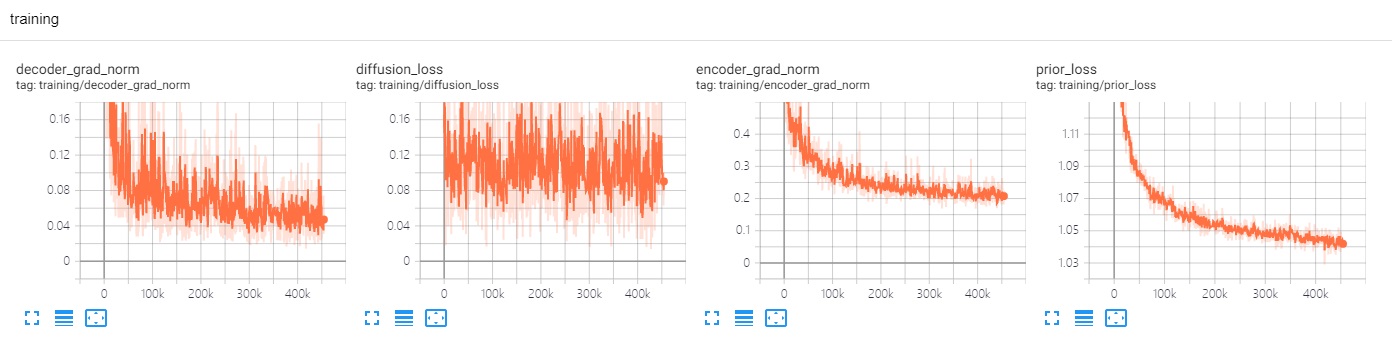 training
decoder_grad_norm
tag: training/decoder_grad_norm
0.16
0.12
0.08
0.04
0
0 100k 200k 300k 400k
diffusion_loss
tag: training/diffusion_loss
0.16
0.12
0.08
0.04
0
0 100k 200k 300k 400k
encoder_grad_norm
tag: training/encoder_grad_norm
0.4
0.3
0.2
0.1
0
0 100k 200k 300k 400k
prior_loss
tag: training/prior_loss
1.11
1.09
1.07
1.05
1.03
0 100k 200k 300k 400k